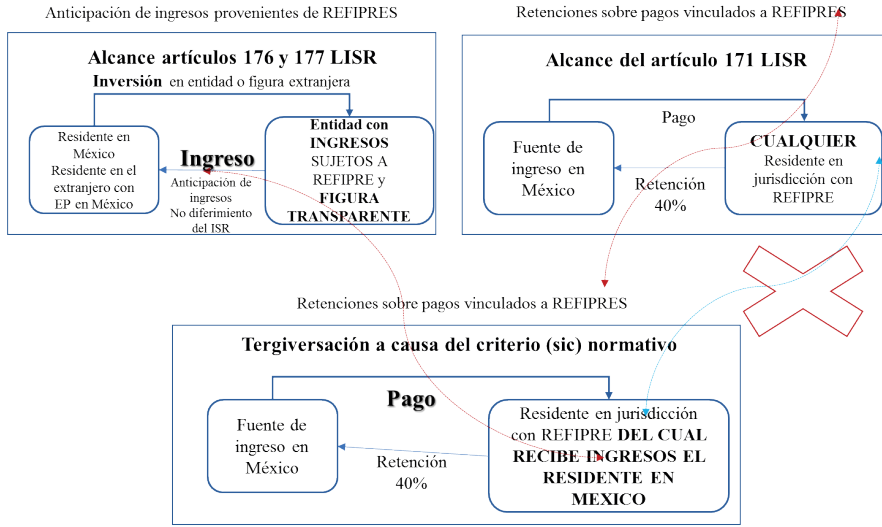 Anticipación de ingresos provenientes de REFIPRES
Alcance artículos 176 y 177 LISR
Inversión en entidad o figura extranjera
Residente en
México
Residente en el
extranjero con
EP en México
Ingreso
Anticipación de
ingresos
No diferimiento
del ISR
Entidad con
INGRESOS
SUJETOS A
REFIPRE y
FIGURA
TRANSPARENTE
Retenciones sobre pagos vinculados a REFIPRES
Alcance del artículo 171 LISR
Pago
Fuente de
ingreso en
México
Retención
40%
CUALQUIER
Residente en
jurisdicción con
REFIPRE
Retenciones sobre pagos vinculados a REFIPRES
Tergiversación a causa del criterio (sic) normativo
Pago
Fuente de
ingreso en
México
Retención
40%
Residente en jurisdicción
con REFIPRE DEL CUAL
RECIBE INGRESOS EL
RESIDENTE EN
MEXICO